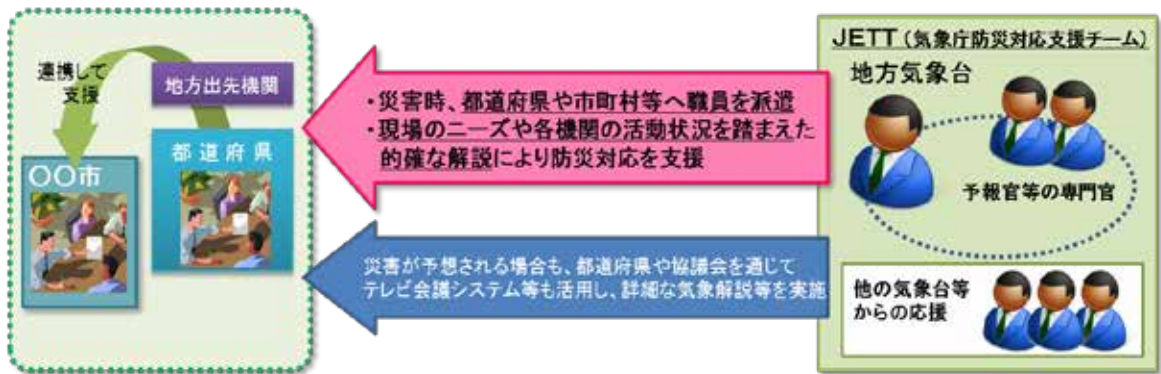 連携して
支援
地方出先機関
都道府県
〇〇市
・災害時、都道府県や市町村等へ職員を派遣
・現場のニーズや各機関の活動状況を踏まえた
的確な解説により防災対応を支援
災害が予想される場合も、都道府県や協議会を通じて
テレビ会議システム等も活用し、詳細な気象解説等を実施
JETT（気象庁防災対応支援チーム）
地方気象台
予報官等の専門官
他の気象台等
からの応援